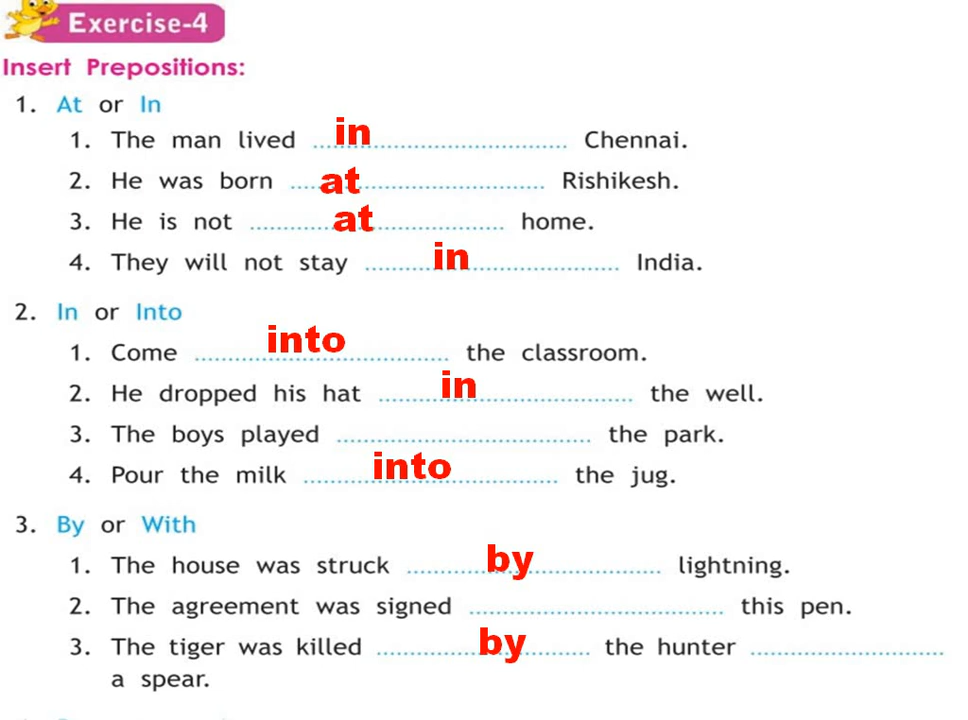 Exercise-4
Insert Prepositions:
1. At or In
1. The man lived ........in........ Chennai.
2. He was born ........at........ Rishikesh.
3. He is not ........at........ home.
4. They will not stay ........in........ India.
2. In or Into
1. Come ........into........ the classroom.
2. He dropped his hat ........in........ the well.
3. The boys played ................ the park.
4. Pour the milk ........into........ the jug.
3. By or With
1. The house was struck ........by........ lightning.
2. The agreement was signed ................ this pen.
3. The tiger was killed ........by........ the hunter ................
a spear.